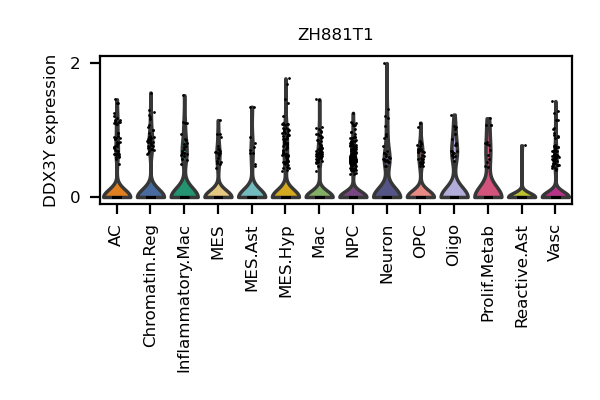 ZH881T1
DDX3Y expression
2
0
AC
Chromatin.Reg
Inflammatory.Mac
MES
MES.Ast
MES.Hyp
Mac
NPC
Neuron
OPC
Oligo
Prolif.Metab
Reactive.Ast
Vasc